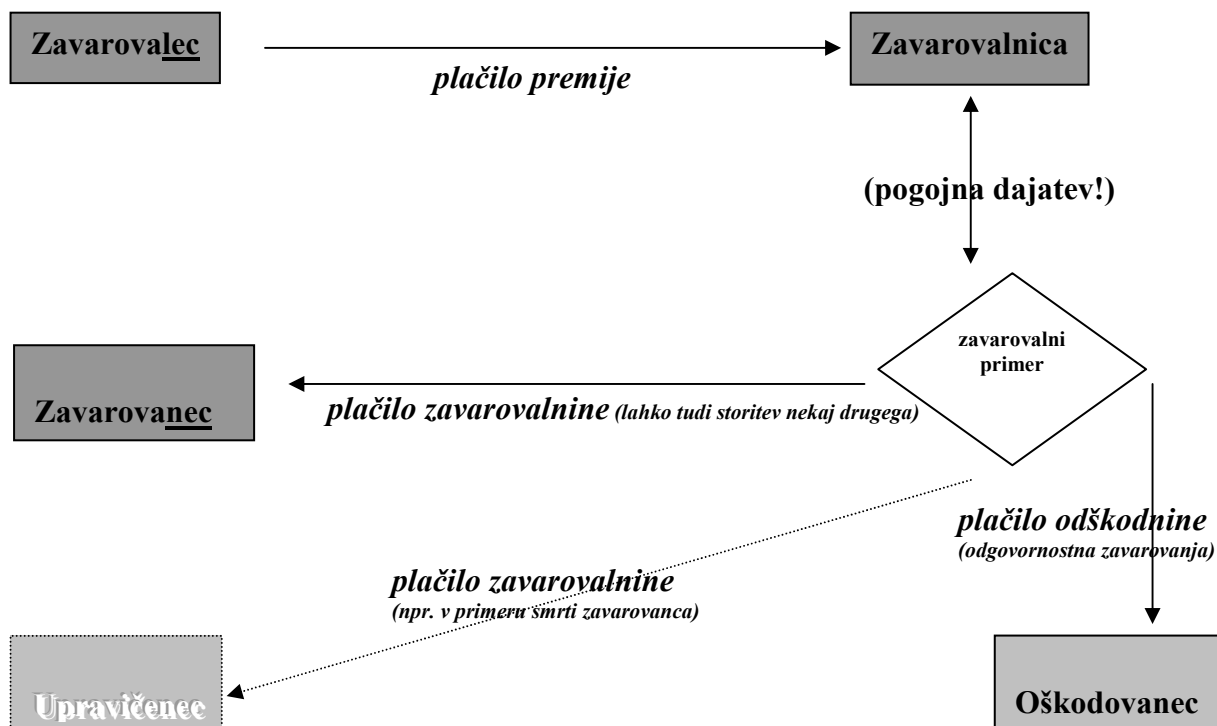 Zavarovalec
Zavarovalnica
plačilo premije
(pogojna dajatev!)
zavarovalni
primer
Zavarovanec
plačilo zavarovalnine (lahko tudi storitev nekaj drugega)
plačilo odškodnine
(odgovornostna zavarovanja)
plačilo zavarovalnine
(npr. v primeru smrti zavarovanca)
Upravičenec
Oškodovanec